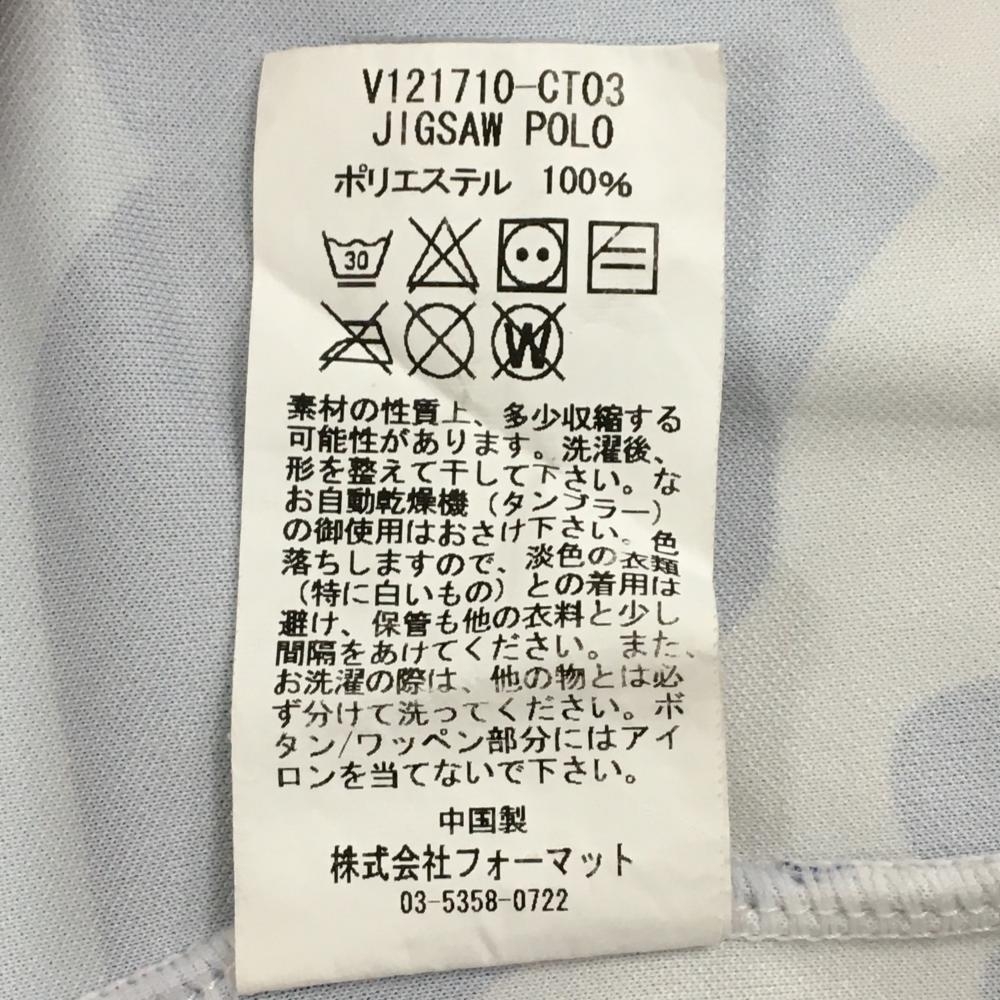 V121710-CT03
JIGSAW POLO
ポリエステル 100%
30
W
素材の性質上、多少収縮する
可能性があります。洗濯後、
形を整えて干して下さい。な
お自動乾燥機（タンブラー）
の御使用はおさけ下さい。色
落ちしますので、淡色の衣類
（特に白いもの）との着用は
避け、保管も他の衣料と少し
間隔をあけてください。また、
お洗濯の際は、他の物とは必
ず分けて洗ってください。ボ
タン/ワッペン部分にはアイ
ロンを当てないで下さい。
中国製
株式会社フォーマット
03-5358-0722